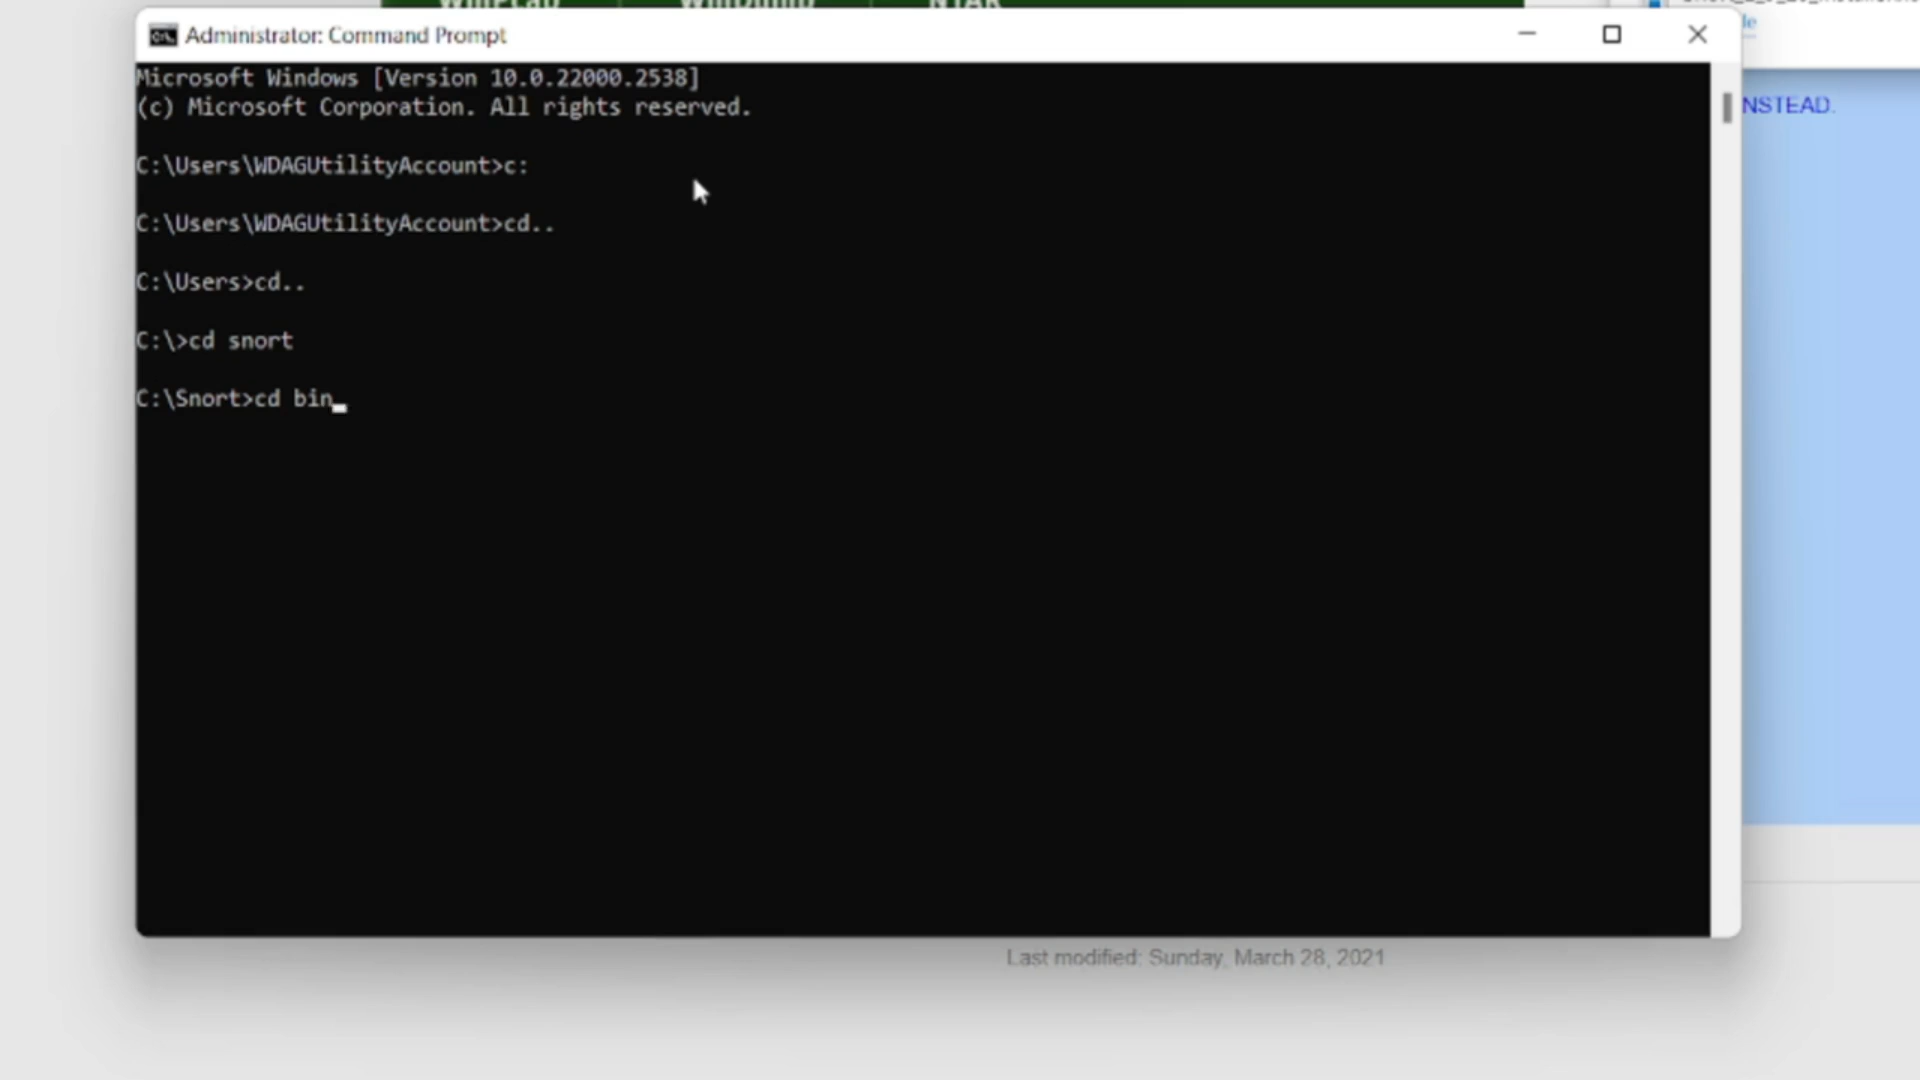 Administrator: Command Prompt
Microsoft Windows [Version 10.0.22000.2538]
(c) Microsoft Corporation. All rights reserved.
C:\Users\WDAGUtilityAccount>c:
C:\Users\WDAGUtilityAccount>cd..
C:\Users>cd..
C:\>cd snort
C:\Snort>cd bin
NSTEAD.
Last modified: Sunday, March 28, 2021